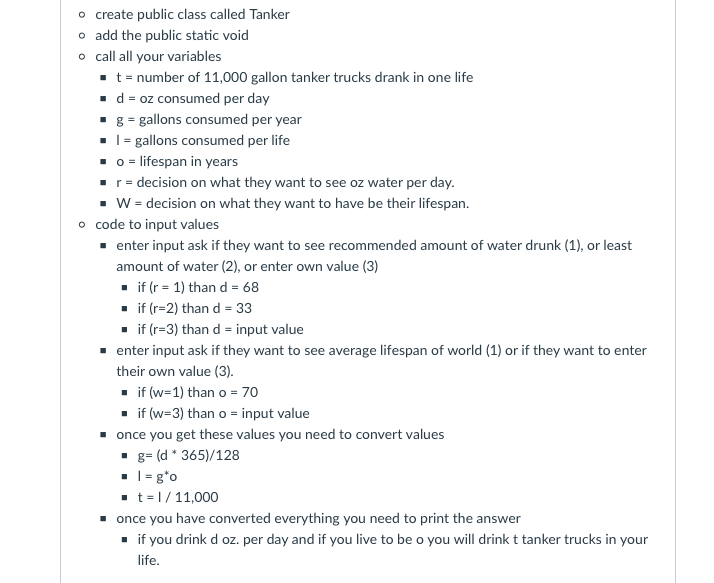 create public class called Tanker
add the public static void
call all your variables
t = number of 11,000 gallon tanker trucks drank in one life
d = oz consumed per day
g = gallons consumed per year
l = gallons consumed per life
o = lifespan in years
r = decision on what they want to see oz water per day.
W = decision on what they want to have be their lifespan.
code to input values
enter input ask if they want to see recommended amount of water drunk (1), or least
amount of water (2), or enter own value (3)
if (r = 1) than d = 68
if (r=2) than d = 33
if (r=3) than d = input value
enter input ask if they want to see average lifespan of world (1) or if they want to enter
their own value (3).
if (w=1) than o = 70
if (w=3) than o = input value
once you get these values you need to convert values
g= (d * 365)/128
l = g*o
t = l / 11,000
once you have converted everything you need to print the answer
if you drink d oz. per day and if you live to be o you will drink t tanker trucks in your
life.